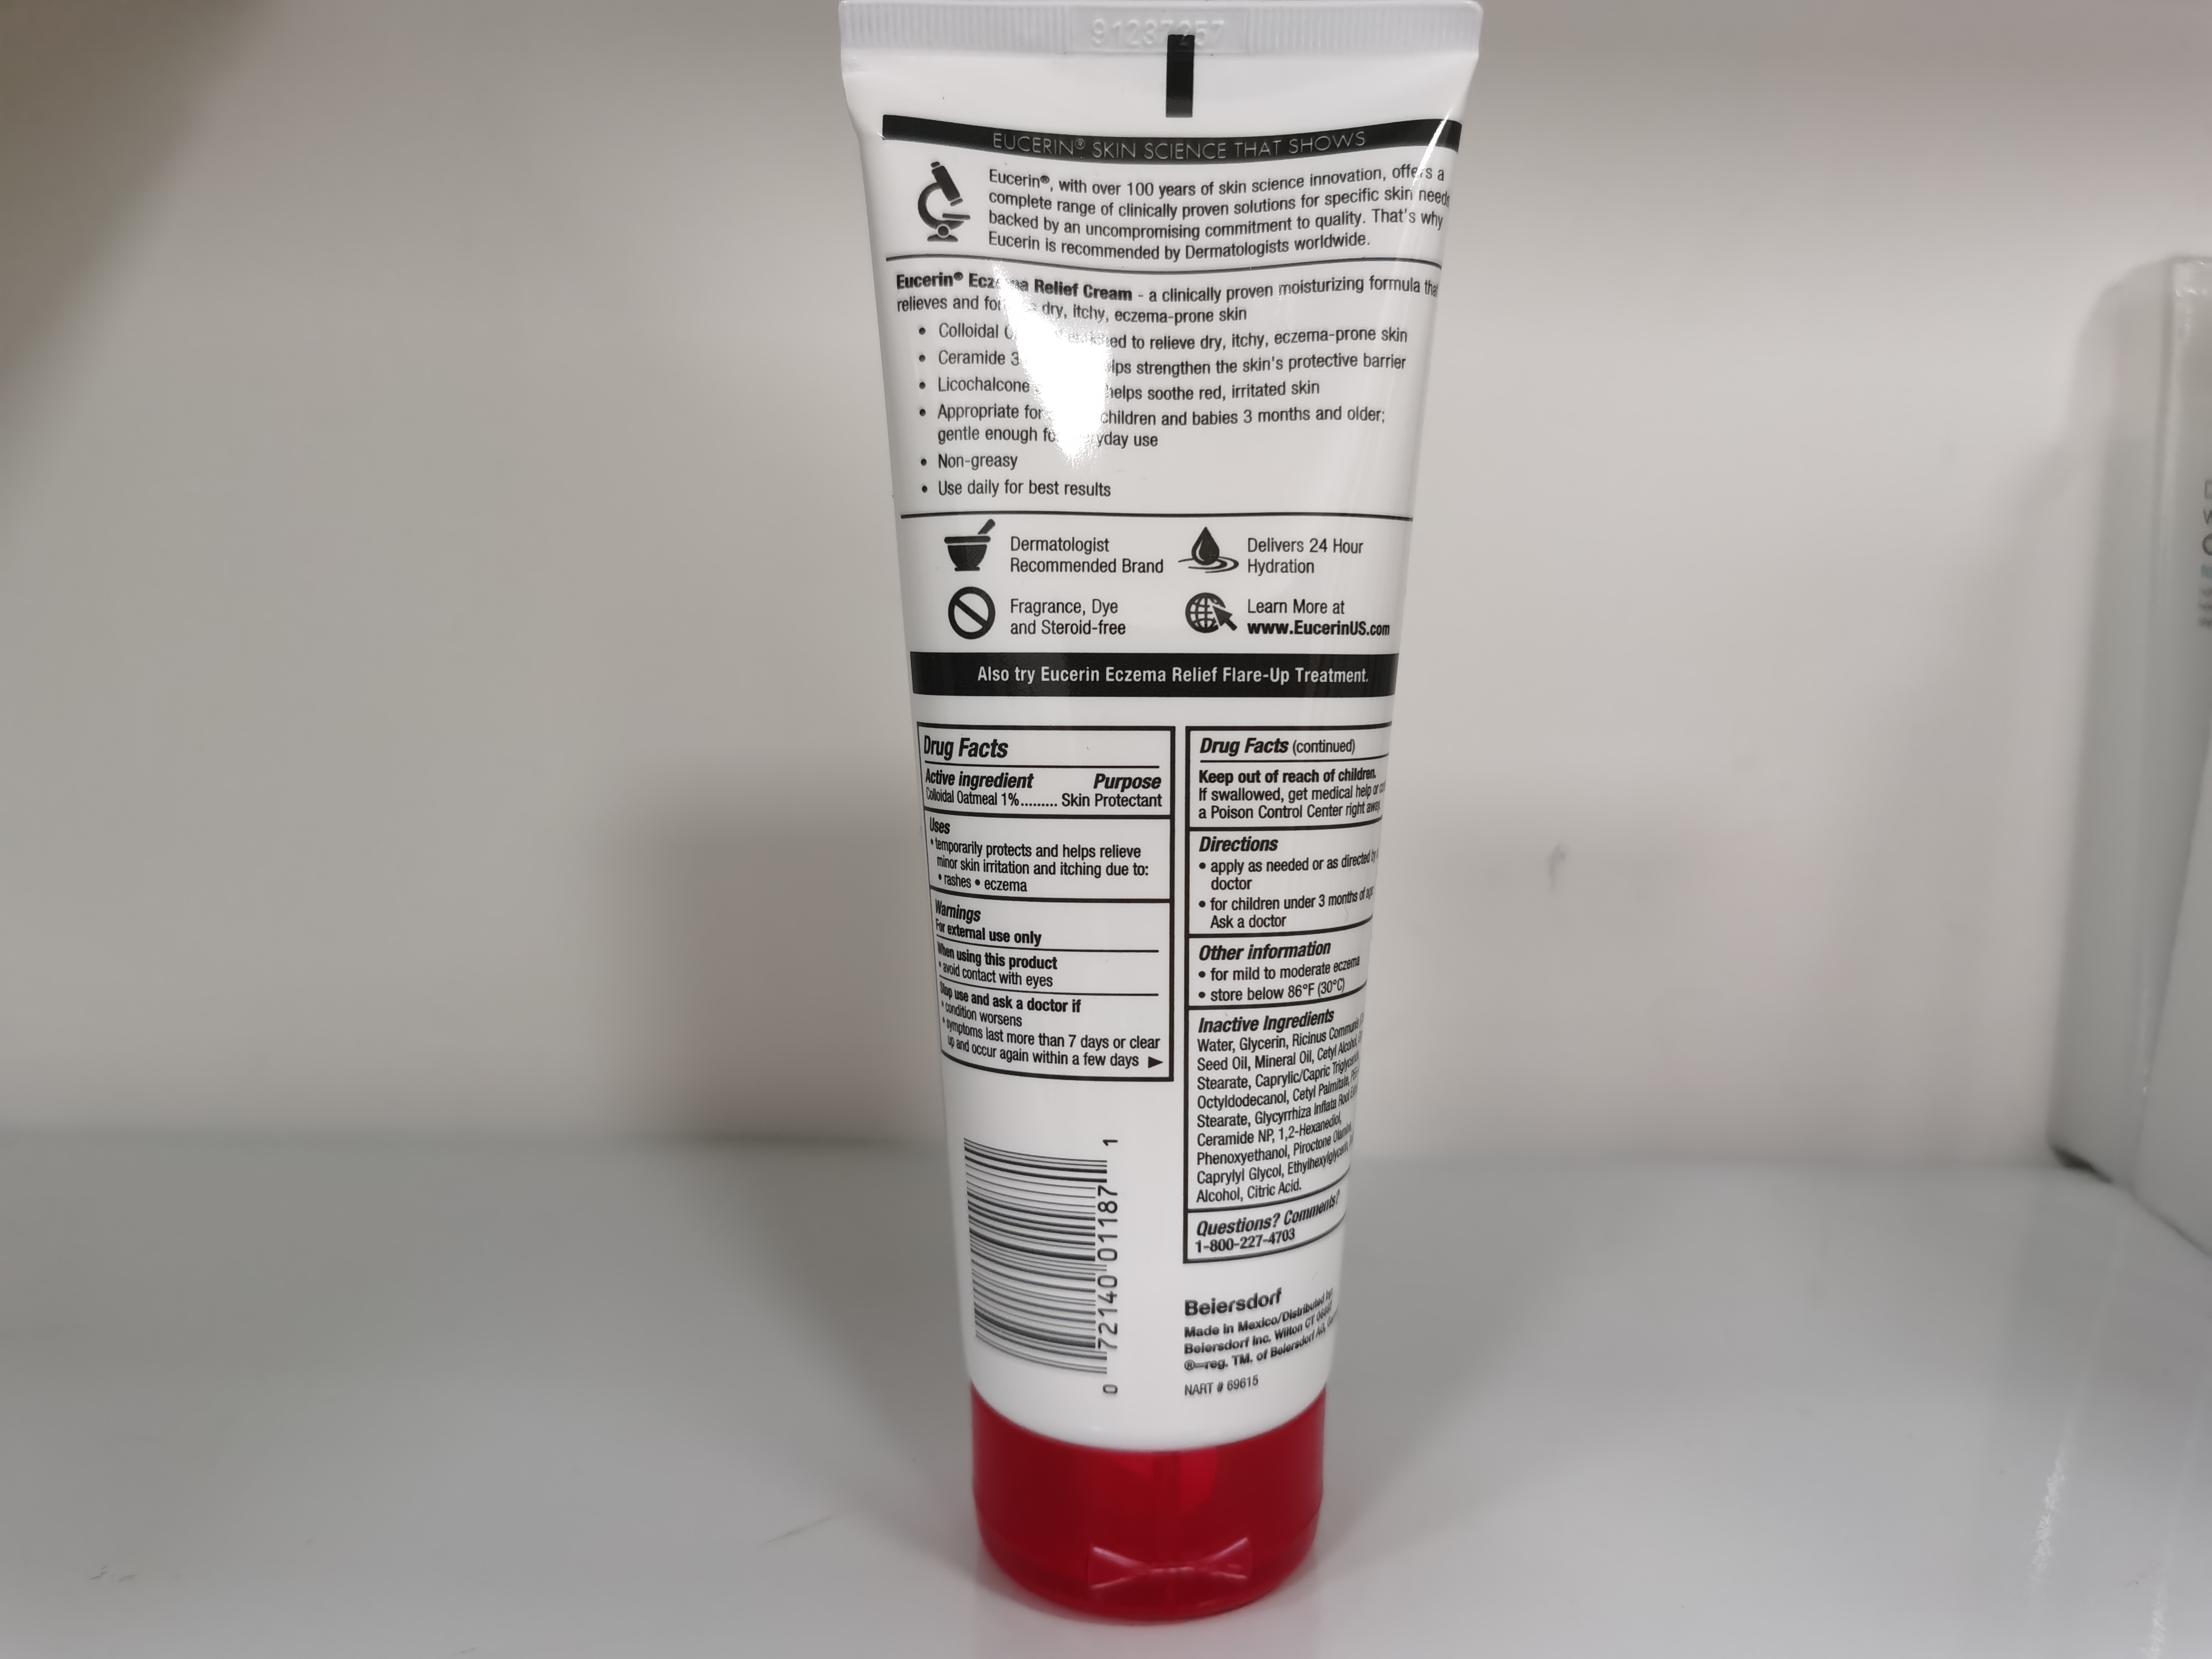 EUCERIN® SKIN SCIENCE THAT SHOWS
Eucerin®, with over 100 years of skin science innovation, offers a
complete range of clinically proven solutions for specific skin need
backed by an uncompromising commitment to quality. That's why
Eucerin is recommended by Dermatologists worldwide.
Eucerin® Relief Cream - a clinically proven moisturizing formula
relieves and dry, itchy, eczema-prone skin
• Colloidal to relieve dry, itchy, eczema-prone skin
• Ceramide 3 strengthen the skin's protective barrier
• Licochalcone helps soothe red, irritated skin
• Appropriate for children and babies 3 months and older;
gentle enough use
• Non-greasy
• Use daily for best results
Dermatologist
Recommended Brand
Delivers 24 Hour
Hydration
Fragrance, Dye
and Steroid-free
Learn More at
www.EucerinUS.com
Also try Eucerin Eczema Relief Flare-Up Treatment.
Drug Facts
Active ingredient Purpose
Colloidal Oatmeal 1%......... Skin Protectant
Uses
• temporarily protects and helps relieve
minor skin irritation and itching due to:
• rashes • eczema
Warnings
For external use only
When using this product
• avoid contact with eyes
Stop use and ask a doctor if
• condition worsens
• symptoms last more than 7 days or clear
up and occur again within a few days
Drug Facts (continued)
Keep out of reach of children.
If swallowed, get medical help or
a Poison Control Center right away
Directions
• apply as needed or as directed by
doctor
• for children under 3 months of
Ask a doctor
Other information
• for mild to moderate eczema
• store below 86°F (30°C)
Inactive Ingredients
Water, Glycerin, Ricinus
Seed Oil, Mineral Oil, Cetyl Alcohol,
Stearate, Caprylic/Capric
Octyldodecanol, Cetyl Palmitate,
Stearate, Glycyrrhiza Inflata Root
Ceramide NP, 1,2-Hexanediol,
Phenoxyethanol, Piroctone
Caprylyl Glycol,
Alcohol, Citric Acid.
Questions? Comments?
1-800-227-4703
0 72140 01187 1
Beiersdorf
Made in Mexico/Distributed by:
Beiersdorf Inc. Wilton CT
®—reg. TM. of Beiersdorf AG,
NART # 69615